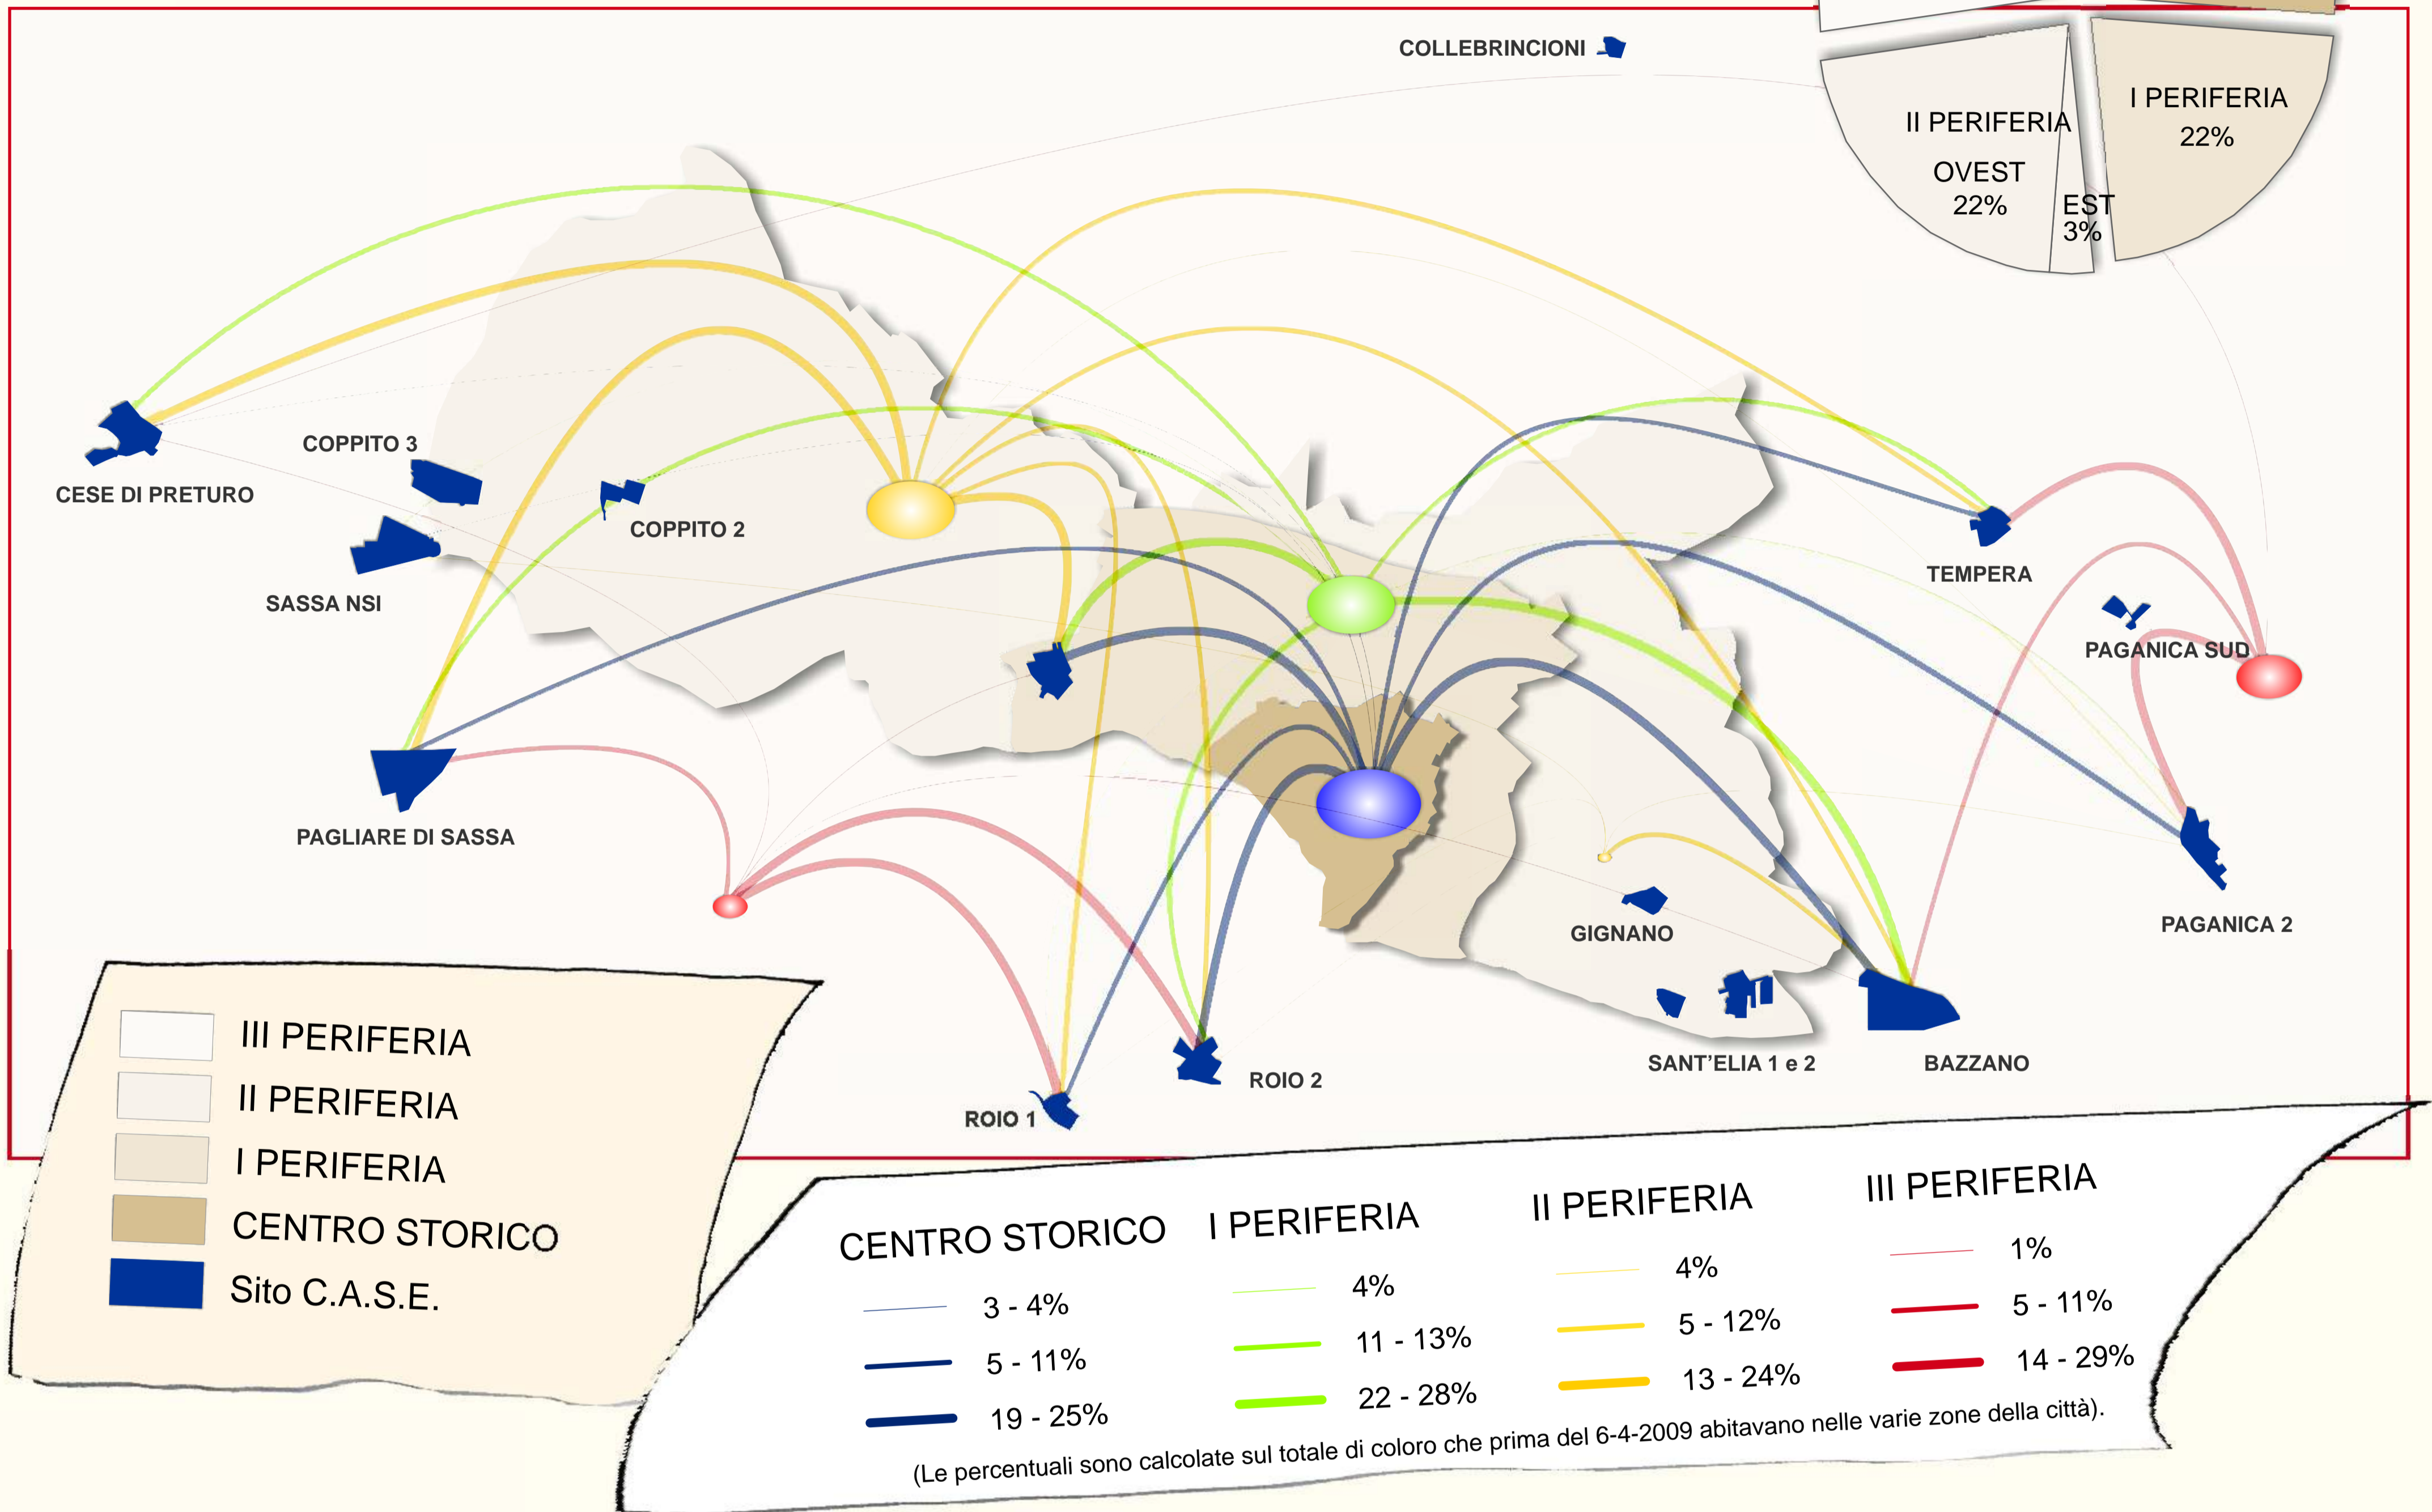 COLLEBRINCIONI
I PERIFERIA
22%
II PERIFERIA
OVEST
22%
EST
3%
COPPITO 3
CESE DI PRETURO
COPPITO 2
SASSA NSI
TEMPERA
PAGANICA SUD
PAGLIARE DI SASSA
GIGNANO
PAGANICA 2
SANT'ELIA 1 e 2
BAZZANO
ROIO 2
ROIO 1
III PERIFERIA
II PERIFERIA
I PERIFERIA
CENTRO STORICO
Sito C.A.S.E.
CENTRO STORICO
3 - 4%
5 - 11%
19 - 25%
I PERIFERIA
4%
11 - 13%
22 - 28%
II PERIFERIA
4%
5 - 12%
13 - 24%
III PERIFERIA
1%
5 - 11%
14 - 29%
(Le percentuali sono calcolate sul totale di coloro che prima del 6-4-2009 abitavano nelle varie zone della città).